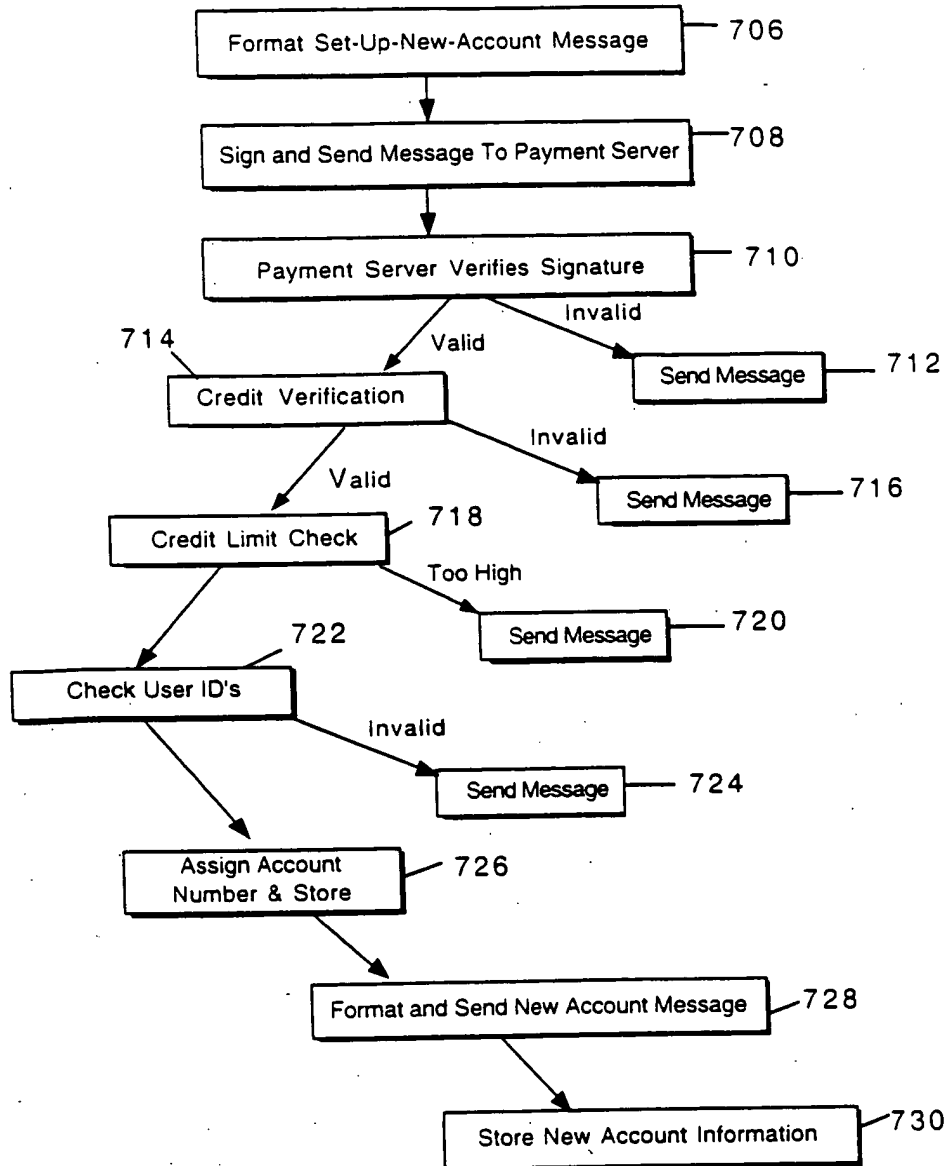 Format Set-Up-New-Account Message
706
Sign and Send Message To Payment Server
708
Payment Server Verifies Signature
710
Invalid
Valid
714
Send Message
712
Credit Verification
Invalid
Valid
Send Message
716
718
Credit Limit Check
Too High
722
Send Message
720
Check User ID's
Invalid
Send Message
724
Assign Account
Number & Store
726
Format and Send New Account Message
728
Store New Account Information
730